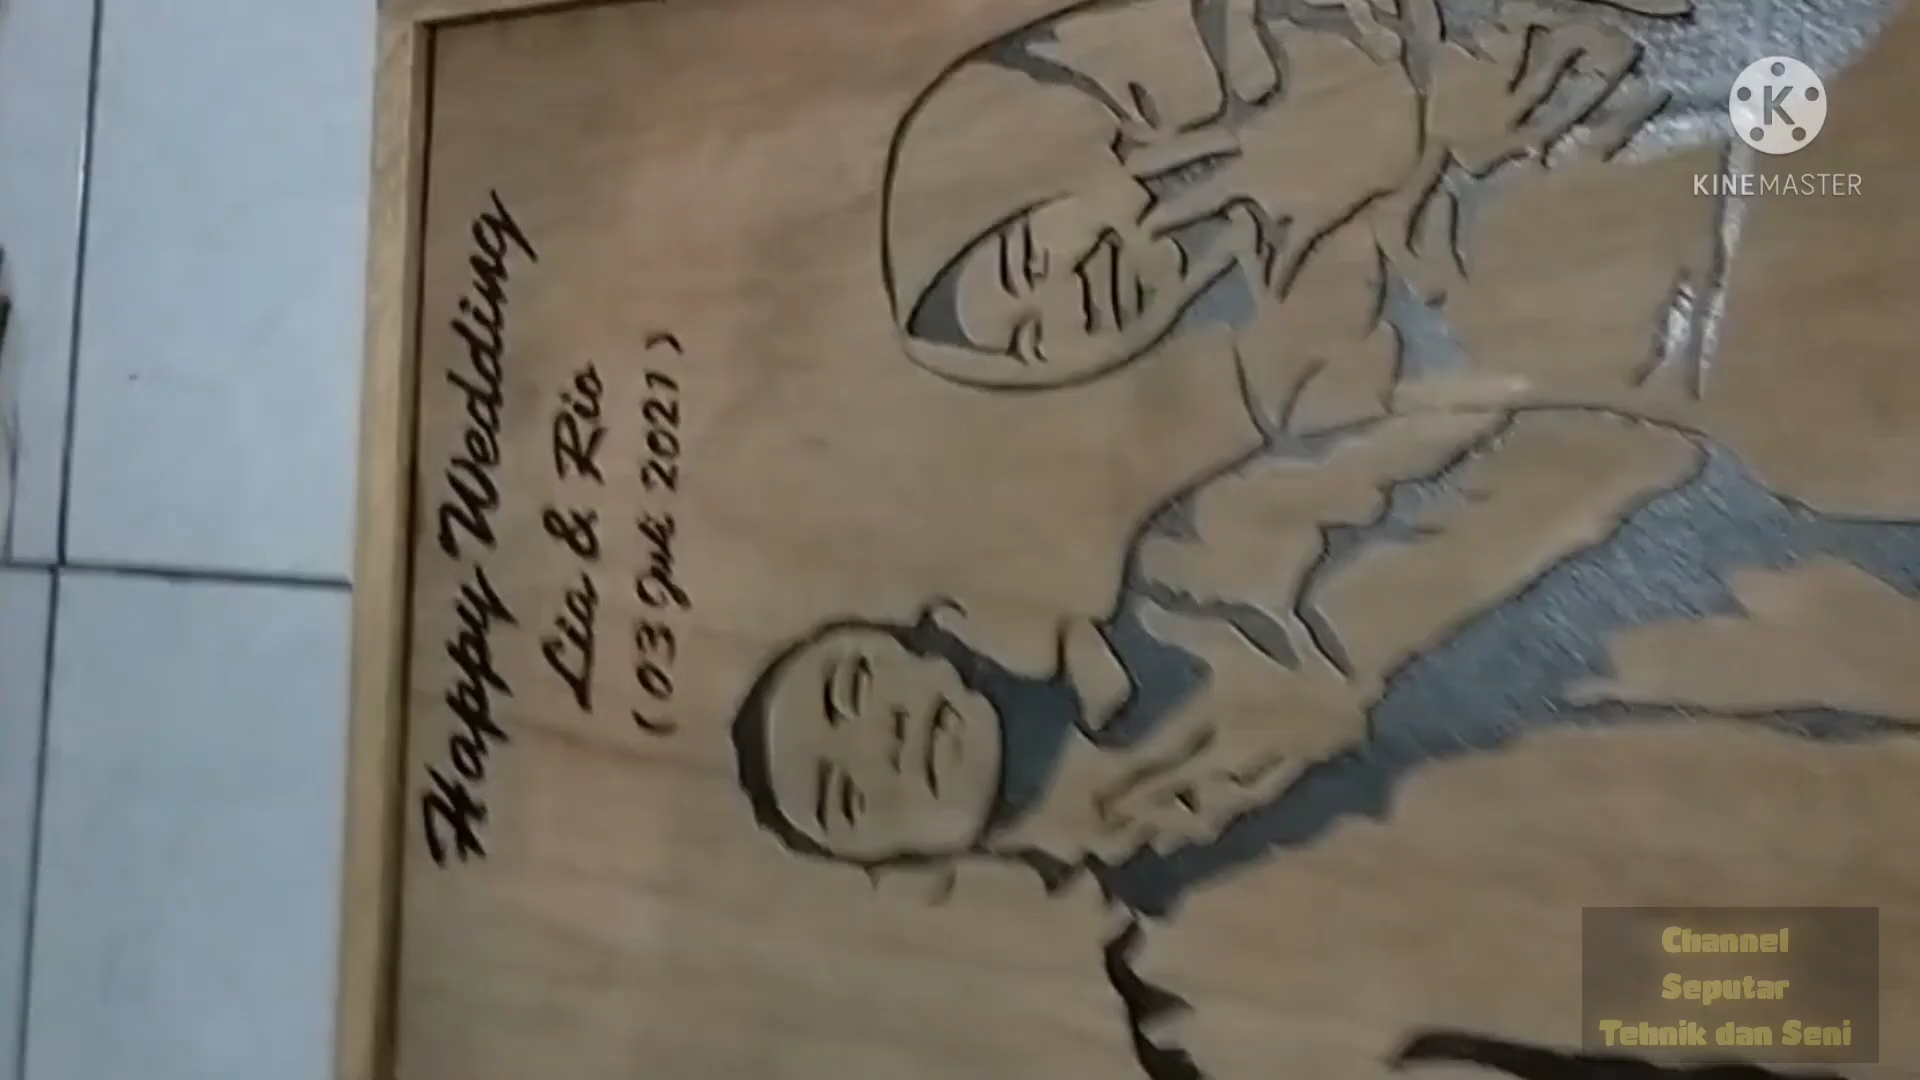 Happy Wedding
Lia & Rio
(03 Juli 2021)
KINEMASTER
Channel
Seputar
Tehnik dan Seni